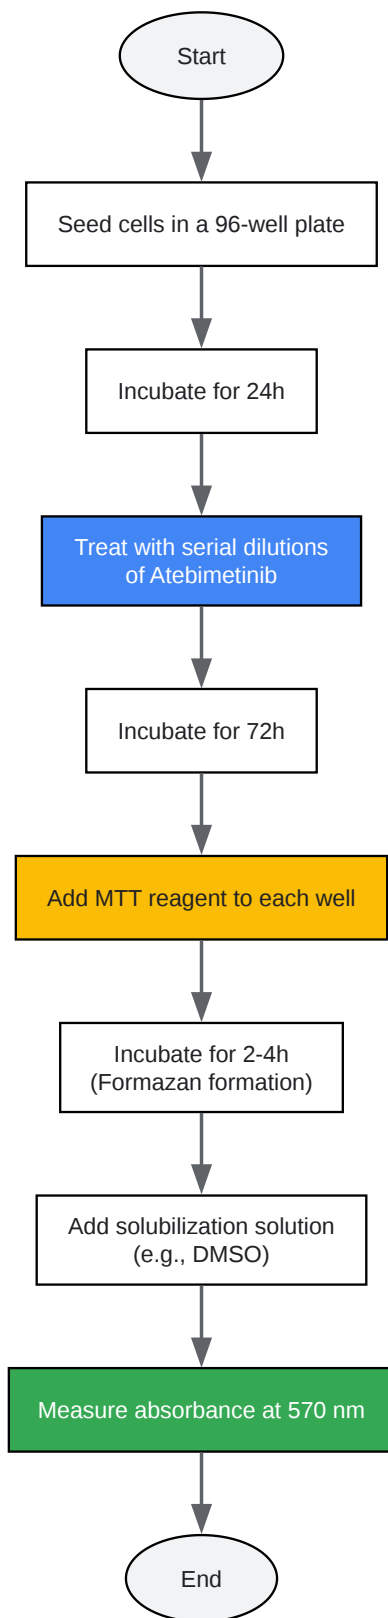 Start
Seed cells in a 96-well plate
Incubate for 24h
Treat with serial dilutions
of Atebimetinib
Incubate for 72h
Add MTT reagent to each well
Incubate for 2-4h
(Formazan formation)
Add solubilization solution
(e.g., DMSO)
Measure absorbance at 570 nm
End